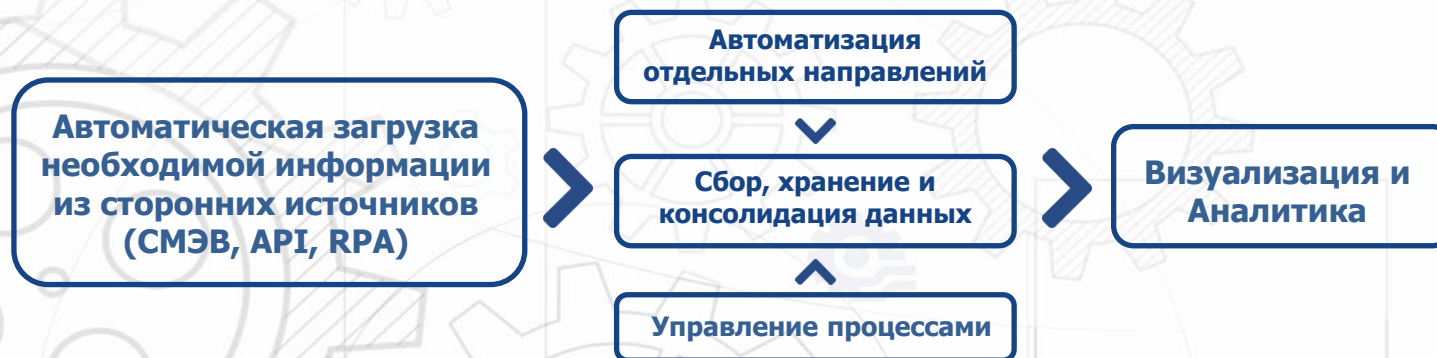 Автоматическая загрузка
необходимой информации
из сторонних источников
(СМЭВ, API, RPA)
Автоматизация
отдельных направлений
Сбор, хранение и
консолидация данных
Управление процессами
Визуализация и
Аналитика